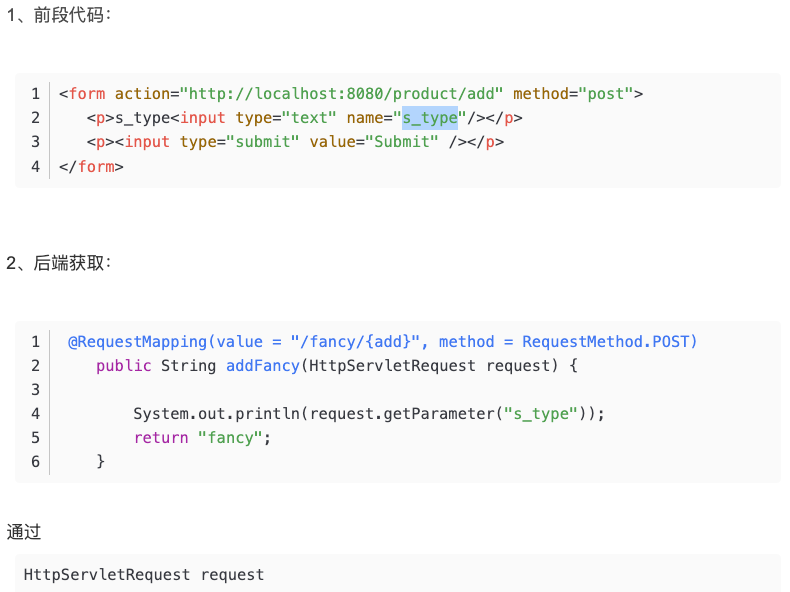 1、前段代码：
1 <form action="http://localhost:8080/product/add" method="post">
2    <p>s_type<input type="text" name="s_type"/></p>
3    <p><input type="submit" value="Submit" /></p>
4 </form>
2、后端获取：
1  @RequestMapping(value = "/fancy/{add}", method = RequestMethod.POST)
2     public String addFancy(HttpServletRequest request) {
3
4         System.out.println(request.getParameter("s_type"));
5         return "fancy";
6     }
通过
HttpServletRequest request